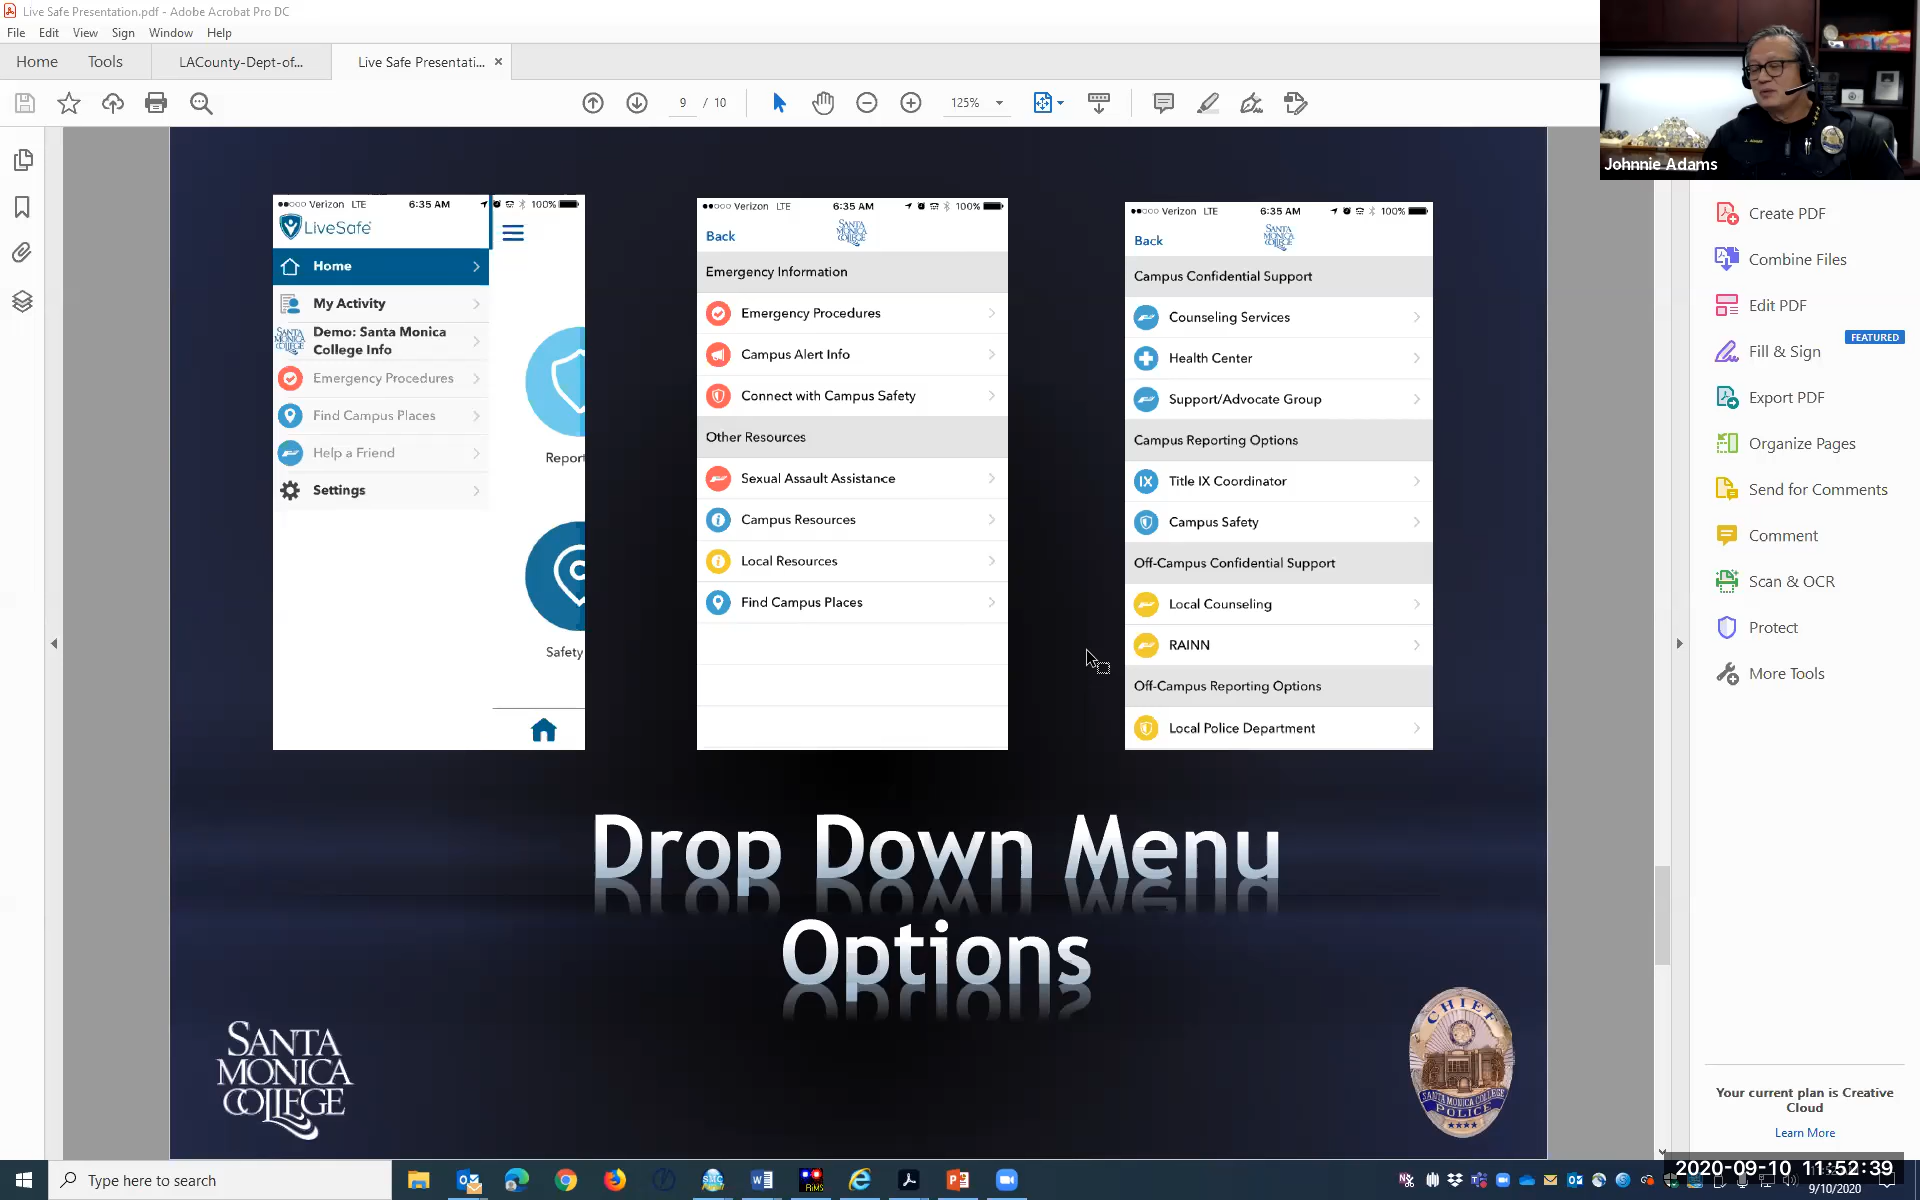 Live Safe Presentation.pdf - Adobe Acrobat Pro DC
File Edit View Sign Window Help
Home Tools LACounty-Dept-of... Live Safe Presentati... ×
9 / 10 125%
Johnnie Adams
Verizon LTE 6:35 AM 100%
LiveSafe
Home
My Activity
Demo: Santa Monica
College Info
Emergency Procedures
Find Campus Places
Help a Friend
Settings
Report
Safety
Verizon LTE 6:35 AM 100%
SANTA
MONICA
COLLEGE
Back
Emergency Information
Emergency Procedures
Campus Alert Info
Connect with Campus Safety
Other Resources
Sexual Assault Assistance
Campus Resources
Local Resources
Find Campus Places
Verizon LTE 6:35 AM 100%
SANTA
MONICA
COLLEGE
Back
Campus Confidential Support
Counseling Services
Health Center
Support/Advocate Group
Campus Reporting Options
IX Title IX Coordinator
Campus Safety
Off-Campus Confidential Support
Local Counseling
RAINN
Off-Campus Reporting Options
Local Police Department
Drop Down Menu
Options
SANTA
MONICA
COLLEGE
CHIEF
SANTA MONICA COLLEGE
POLICE
Create PDF
Combine Files
Edit PDF
FEATURED
Fill & Sign
Export PDF
Organize Pages
Send for Comments
Comment
Scan & OCR
Protect
More Tools
Your current plan is Creative
Cloud
Learn More
Type here to search
SMC
RIMS
2020-09-10 11:52:39
9/10/2020